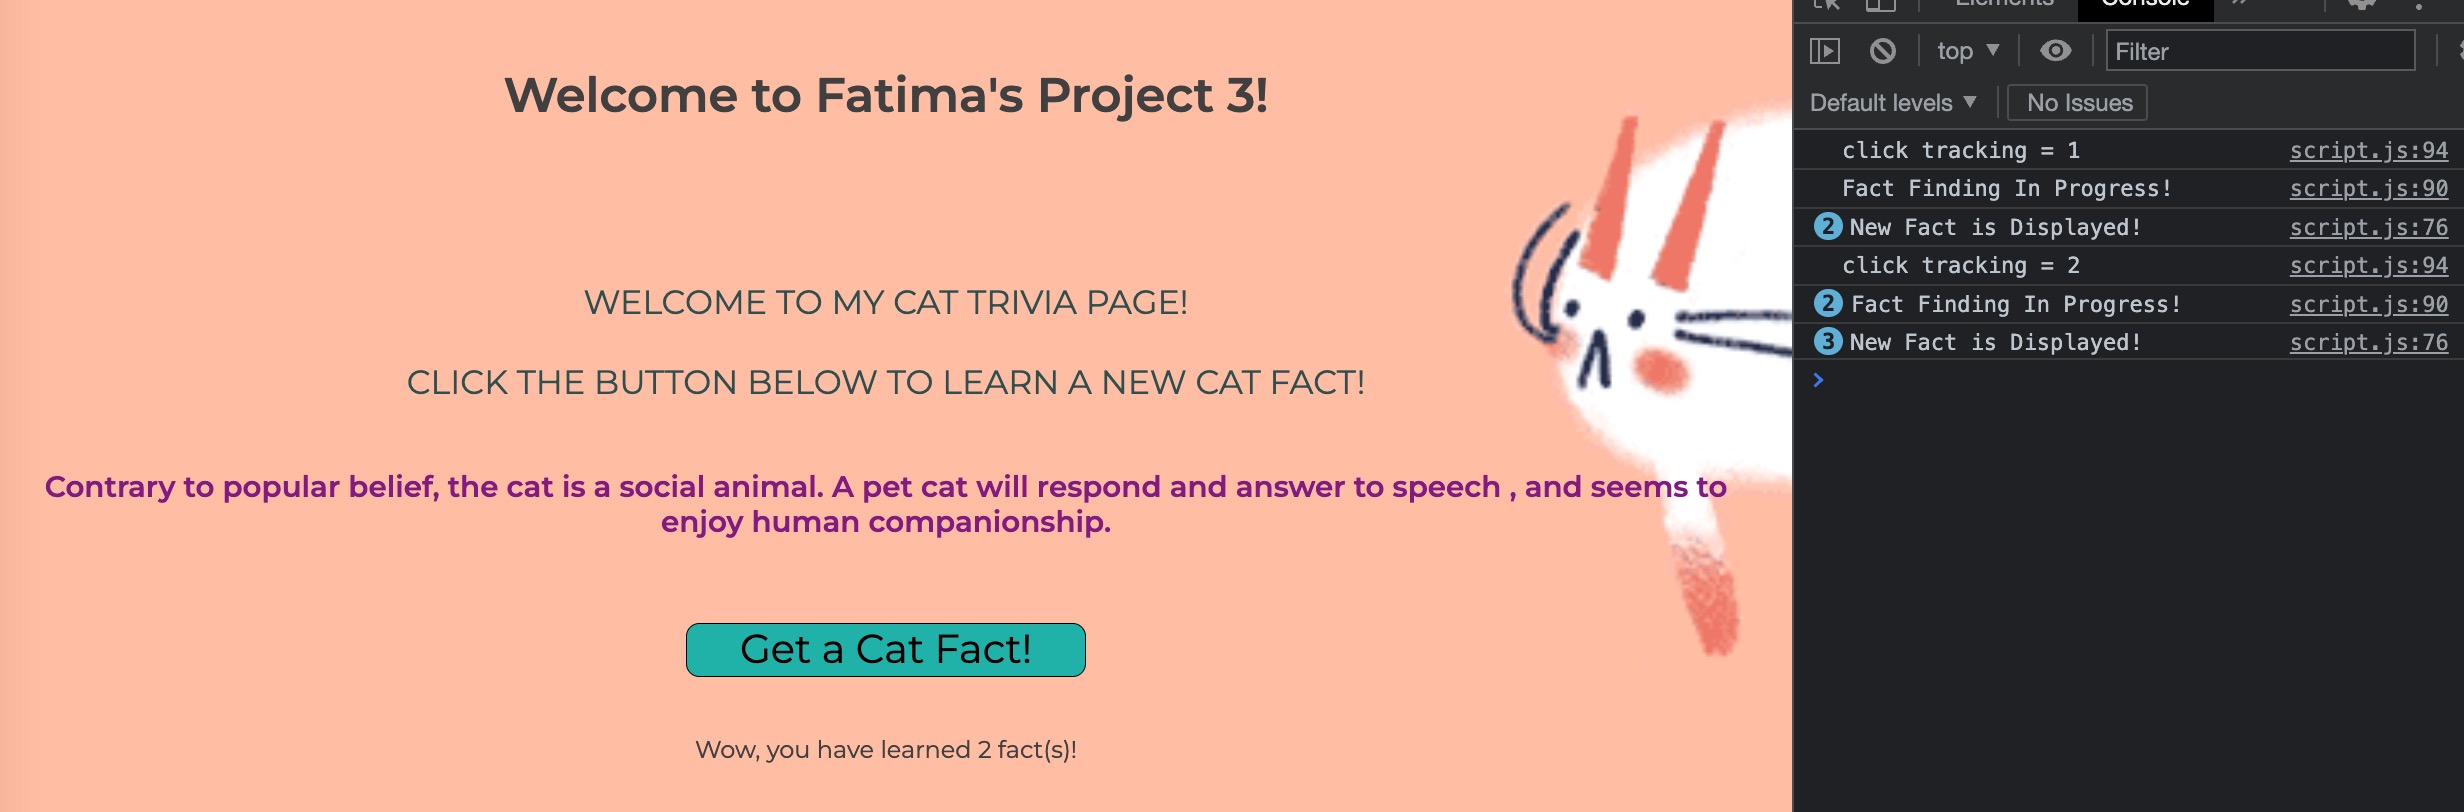 Welcome to Fatima's Project 3!
WELCOME TO MY CAT TRIVIA PAGE!
CLICK THE BUTTON BELOW TO LEARN A NEW CAT FACT!
Contrary to popular belief, the cat is a social animal. A pet cat will respond and answer to speech , and seems to
enjoy human companionship.
Get a Cat Fact!
Wow, you have learned 2 fact(s)!
Elements Console
top Filter
Default levels No Issues
click tracking = 1 script.js:94
Fact Finding In Progress! script.js:90
2 New Fact is Displayed! script.js:76
click tracking = 2 script.js:94
2 Fact Finding In Progress! script.js:90
3 New Fact is Displayed! script.js:76